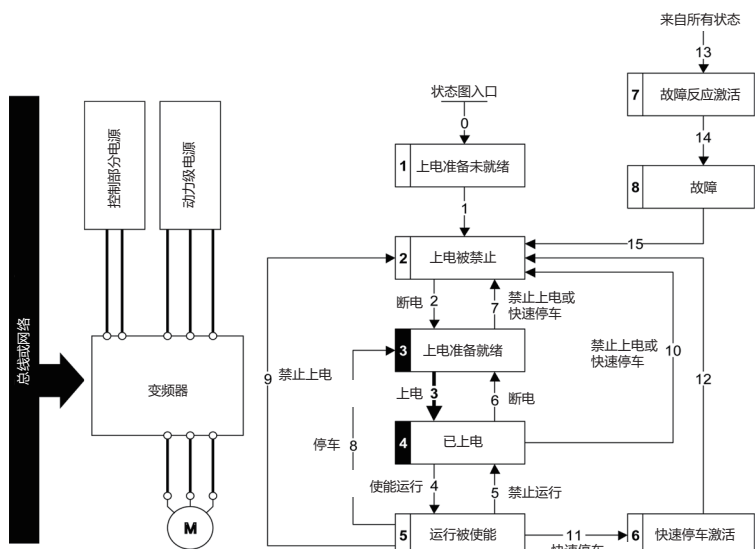 来自所有状态
13
7 故障反应激活
状态图入口
14
0
控制部分电源
动力级电源
1 上电准备未就绪
8 故障
1
15
2 上电被禁止
断电 2
7 禁止上电或
快速停车
总线或网络
变频器
3 上电准备就绪
9 禁止上电
禁止上电或
快速停车
10
12
上电 3
6 断电
停车 8
4 已上电
使能运行 4
5 禁止运行
M
5 运行被使能
11
快速停车
6 快速停车激活